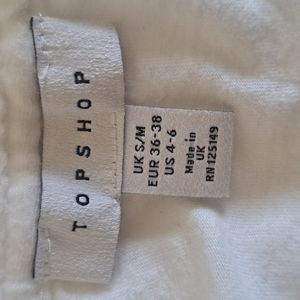 TOPSHOP
UK S/M
EUR 36-38
US 4-6
Made in
UK
RN 125149